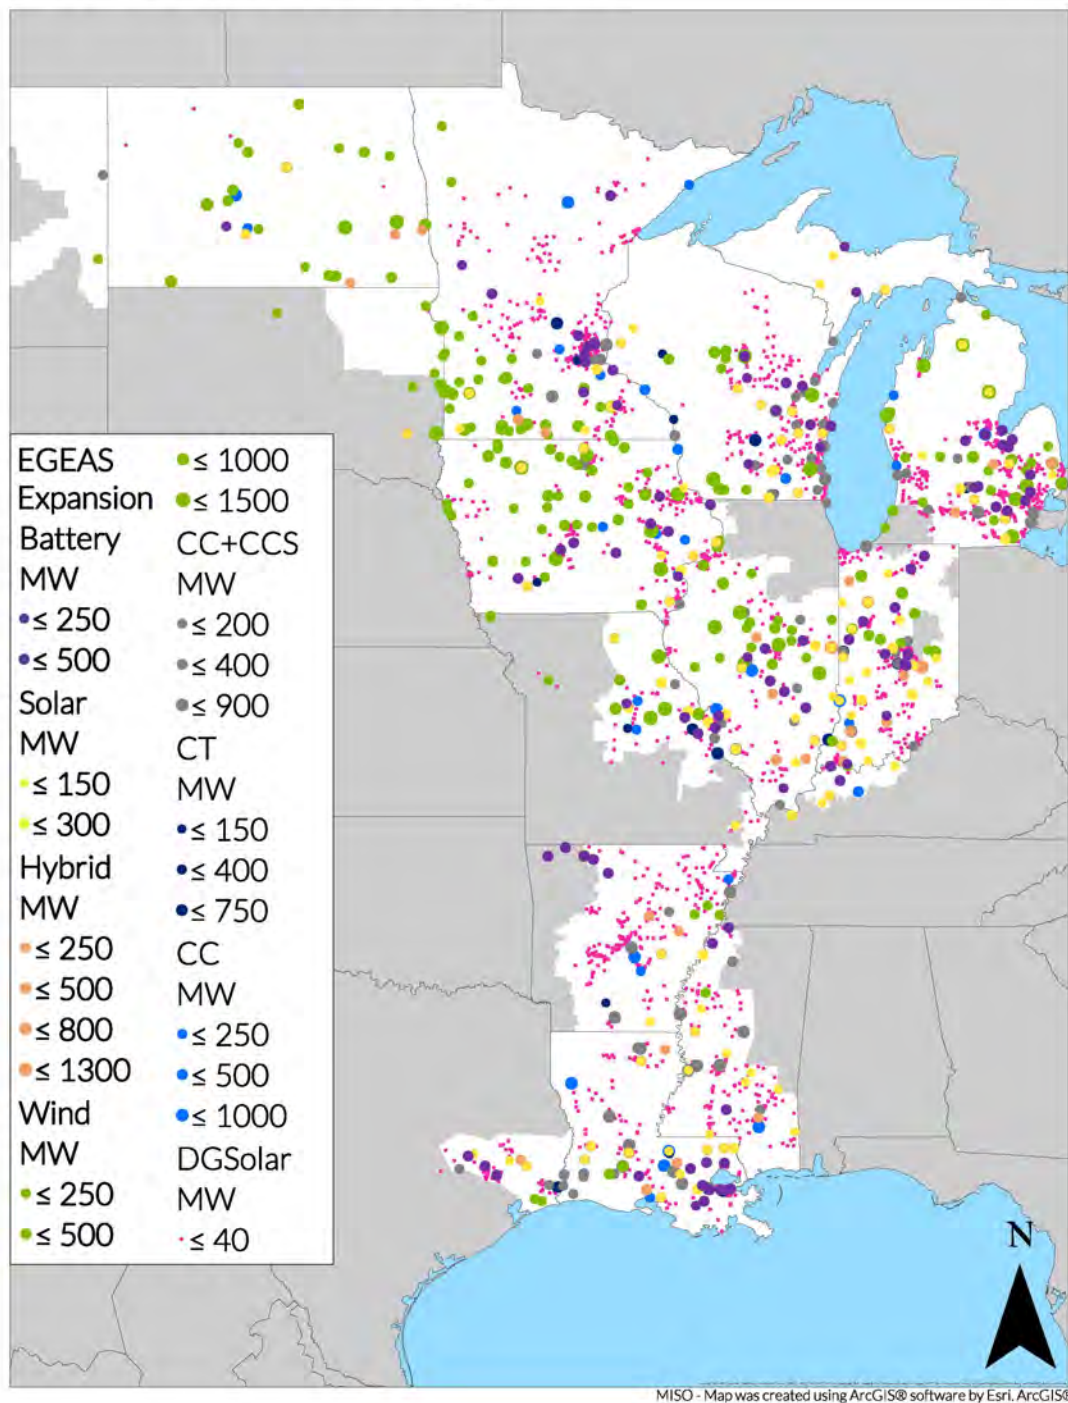 EGEAS
Expansion
Battery
MW
≤ 250
≤ 500
Solar
MW
≤ 150
≤ 300
Hybrid
MW
≤ 250
≤ 500
≤ 800
≤ 1300
Wind
MW
≤ 250
≤ 500
≤ 1000
≤ 1500
CC+CCS
MW
≤ 200
≤ 400
≤ 900
CT
MW
≤ 150
≤ 400
≤ 750
CC
MW
≤ 250
≤ 500
≤ 1000
DGSolar
MW
≤ 40
N
MISO - Map was created using ArcGIS® software by Esri. ArcGIS®